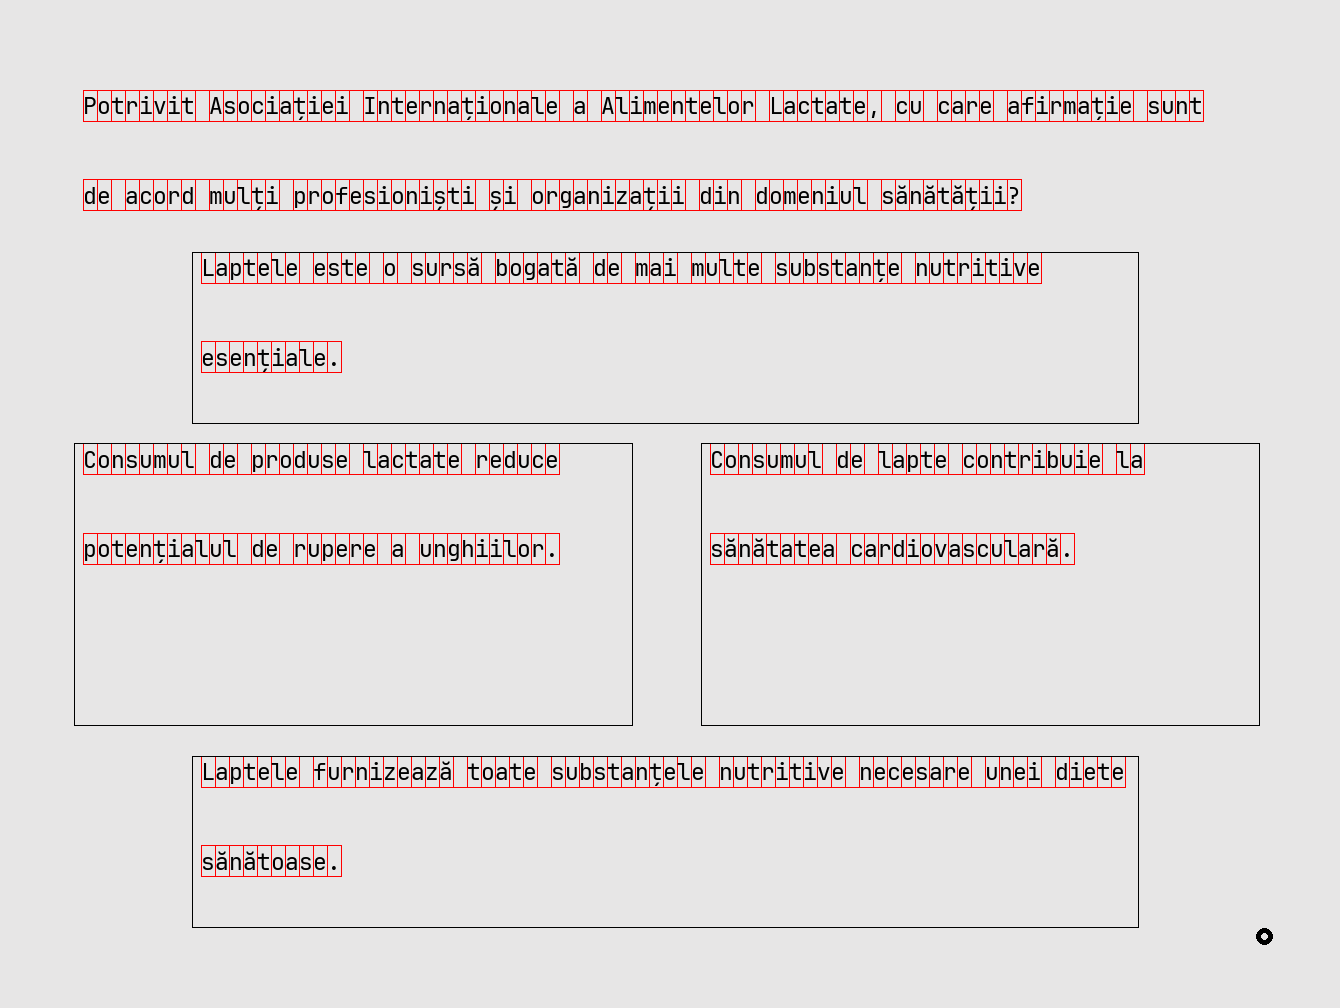 Potrivit Asociației Internaționale a Alimentelor Lactate, cu care afirmație sunt
de acord mulți profesioniști și organizații din domeniul sănătății?
Laptele este o sursă bogată de mai multe substanțe nutritive
esențiale.
Consumul de produse lactate reduce
potențialul de rupere a unghiilor.
Consumul de lapte contribuie la
sănătatea cardiovasculară.
Laptele furnizează toate substanțele nutritive necesare unei diete
sănătoase.